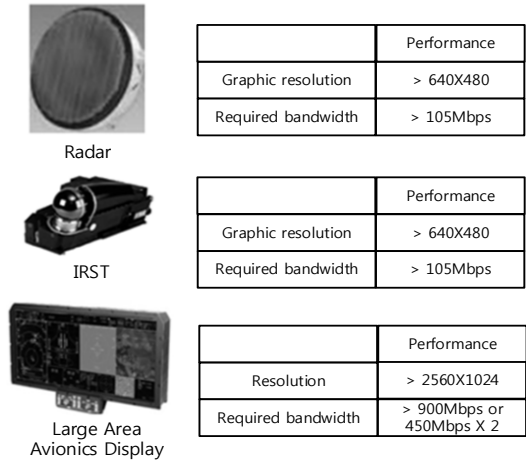 Performance
Graphic resolution > 640X480
Required bandwidth > 105Mbps
Radar
Performance
Graphic resolution > 640X480
Required bandwidth > 105Mbps
IRST
Performance
Resolution > 2560X1024
Required bandwidth > 900Mbps or
450Mbps X 2
Large Area
Avionics Display